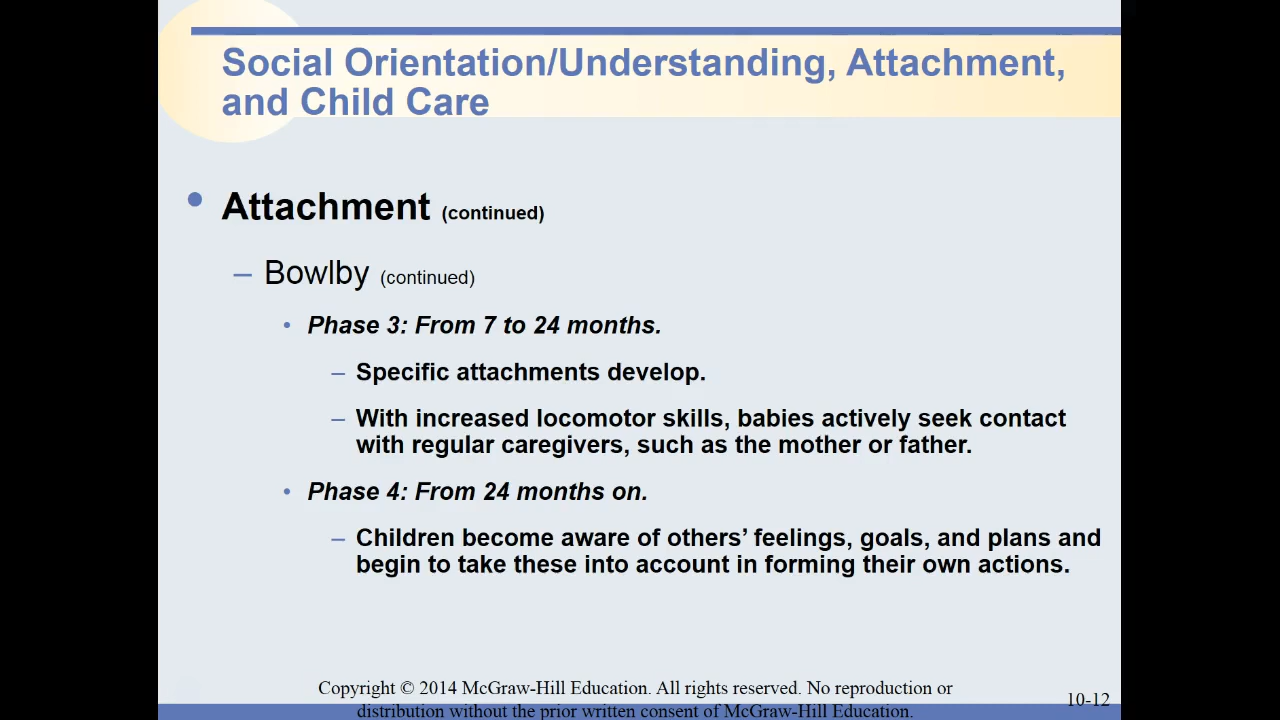 Social Orientation/Understanding, Attachment,
and Child Care
• Attachment (continued)
– Bowlby (continued)
• Phase 3: From 7 to 24 months.
– Specific attachments develop.
– With increased locomotor skills, babies actively seek contact
with regular caregivers, such as the mother or father.
• Phase 4: From 24 months on.
– Children become aware of others’ feelings, goals, and plans and
begin to take these into account in forming their own actions.
Copyright © 2014 McGraw-Hill Education. All rights reserved. No reproduction or
distribution without the prior written consent of McGraw-Hill Education.
10-12